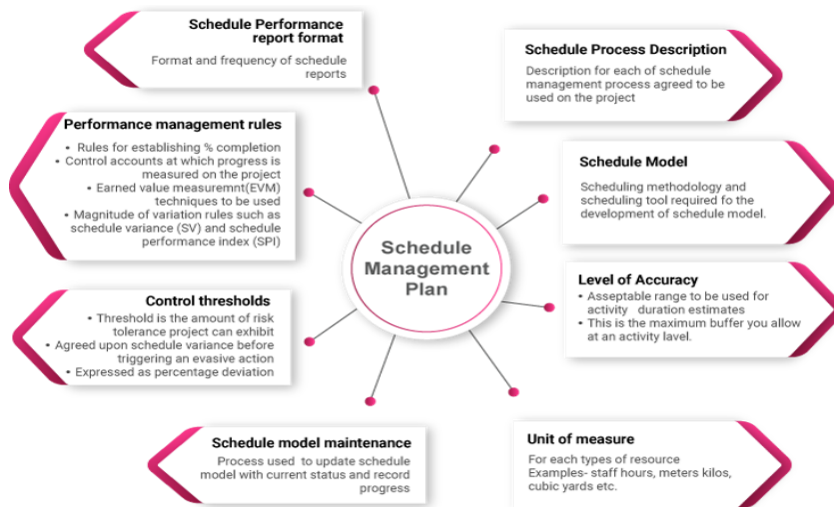 Schedule Performance
report format
Format and frequency of schedule
reports
Performance management rules
• Rules for establishing % completion
• Control accounts at which progress is
measured on the project
• Earned value measuremnt(EVM)
techniques to be used
• Magnitude of variation rules such as
schedule variance (SV) and schedule
performance index (SPI)
Control thresholds
• Threshold is the amount of risk
tolerance project can exhibit
• Agreed upon schedule variance before
triggering an evasive action
• Expressed as percentage deviation
Schedule model maintenance
Process used to update schedule
model with current status and record
progress
Schedule
Management
Plan
Schedule Process Description
Description for each of schedule
management process agreed to be
used on the project
Schedule Model
Scheduling methodology and
scheduling tool required fo the
development of schedule model.
Level of Accuracy
• Asseptable range to be used for
activity duration estimates
• This is the maximum buffer you allow
at an activity level.
Unit of measure
For each types of resource
Examples- staff hours, meters kilos,
cubic yards etc.